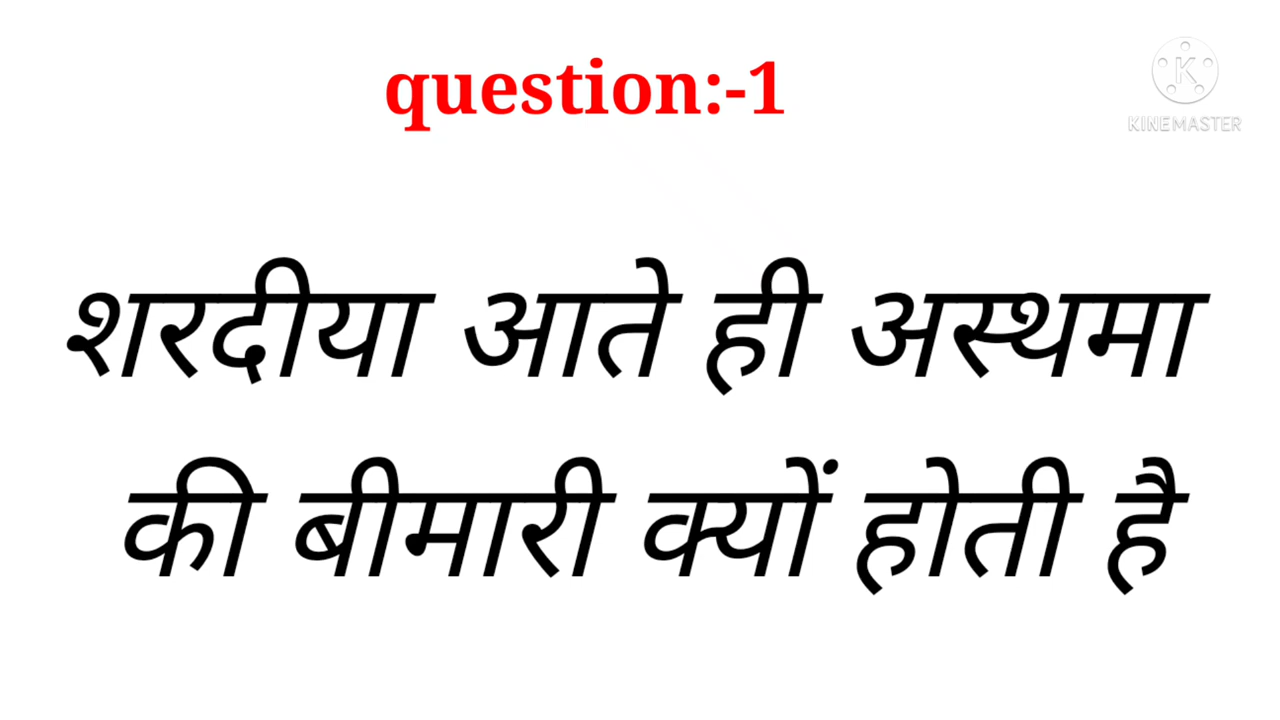 question:-1
KINEMASTER
शरदीया आते ही अस्थमा
की बीमारी क्यों होती है